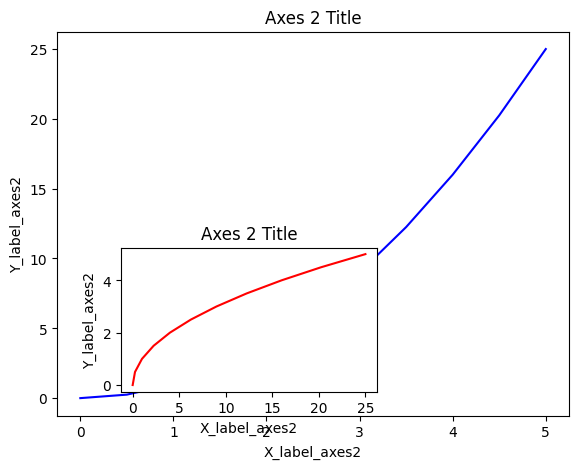 Axes 2 Title
Y_label_axes2
25
20
15
10
5
0
Axes 2 Title
Y_label_axes2
4
2
0
0 5 10 15 20 25
X_label_axes2
0 1 2 3 4 5
X_label_axes2